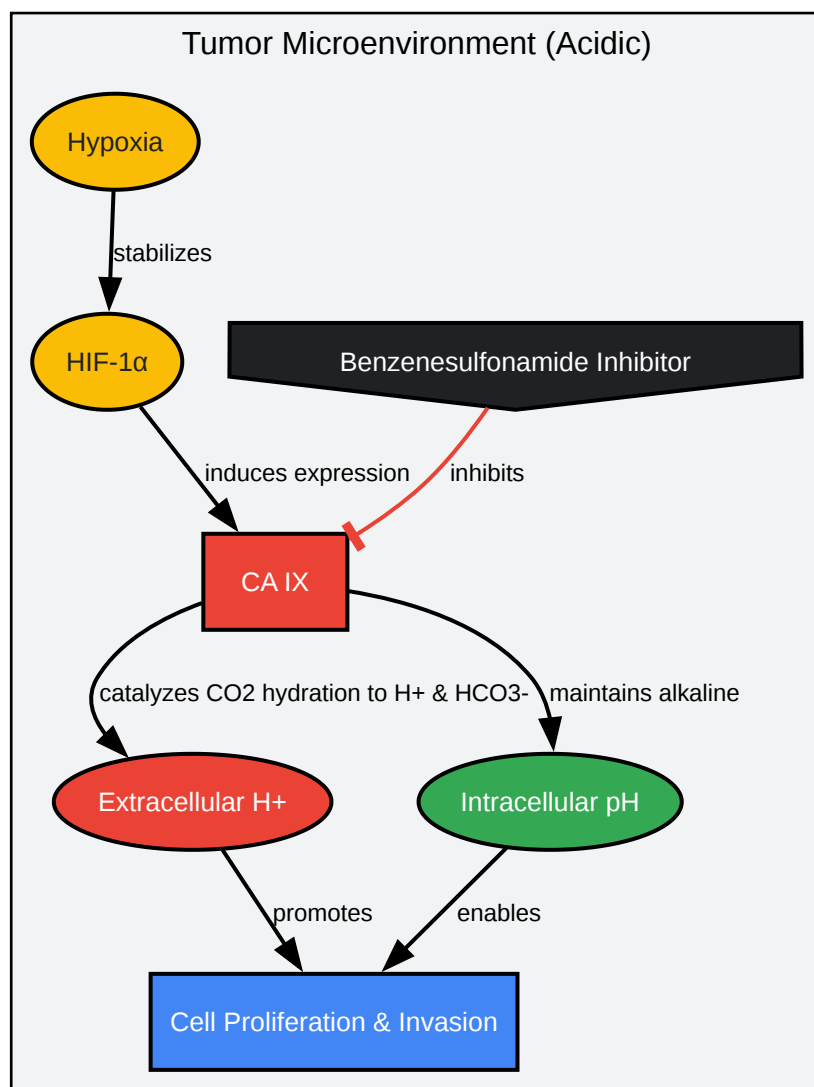 Tumor Microenvironment (Acidic)
Hypoxia
stabilizes
HIF-1α
Benzenesulfonamide Inhibitor
induces expression
inhibits
CA IX
catalyzes CO2 hydration to H+ & HCO3-
maintains alkaline
Extracellular H+
Intracellular pH
promotes
enables
Cell Proliferation & Invasion